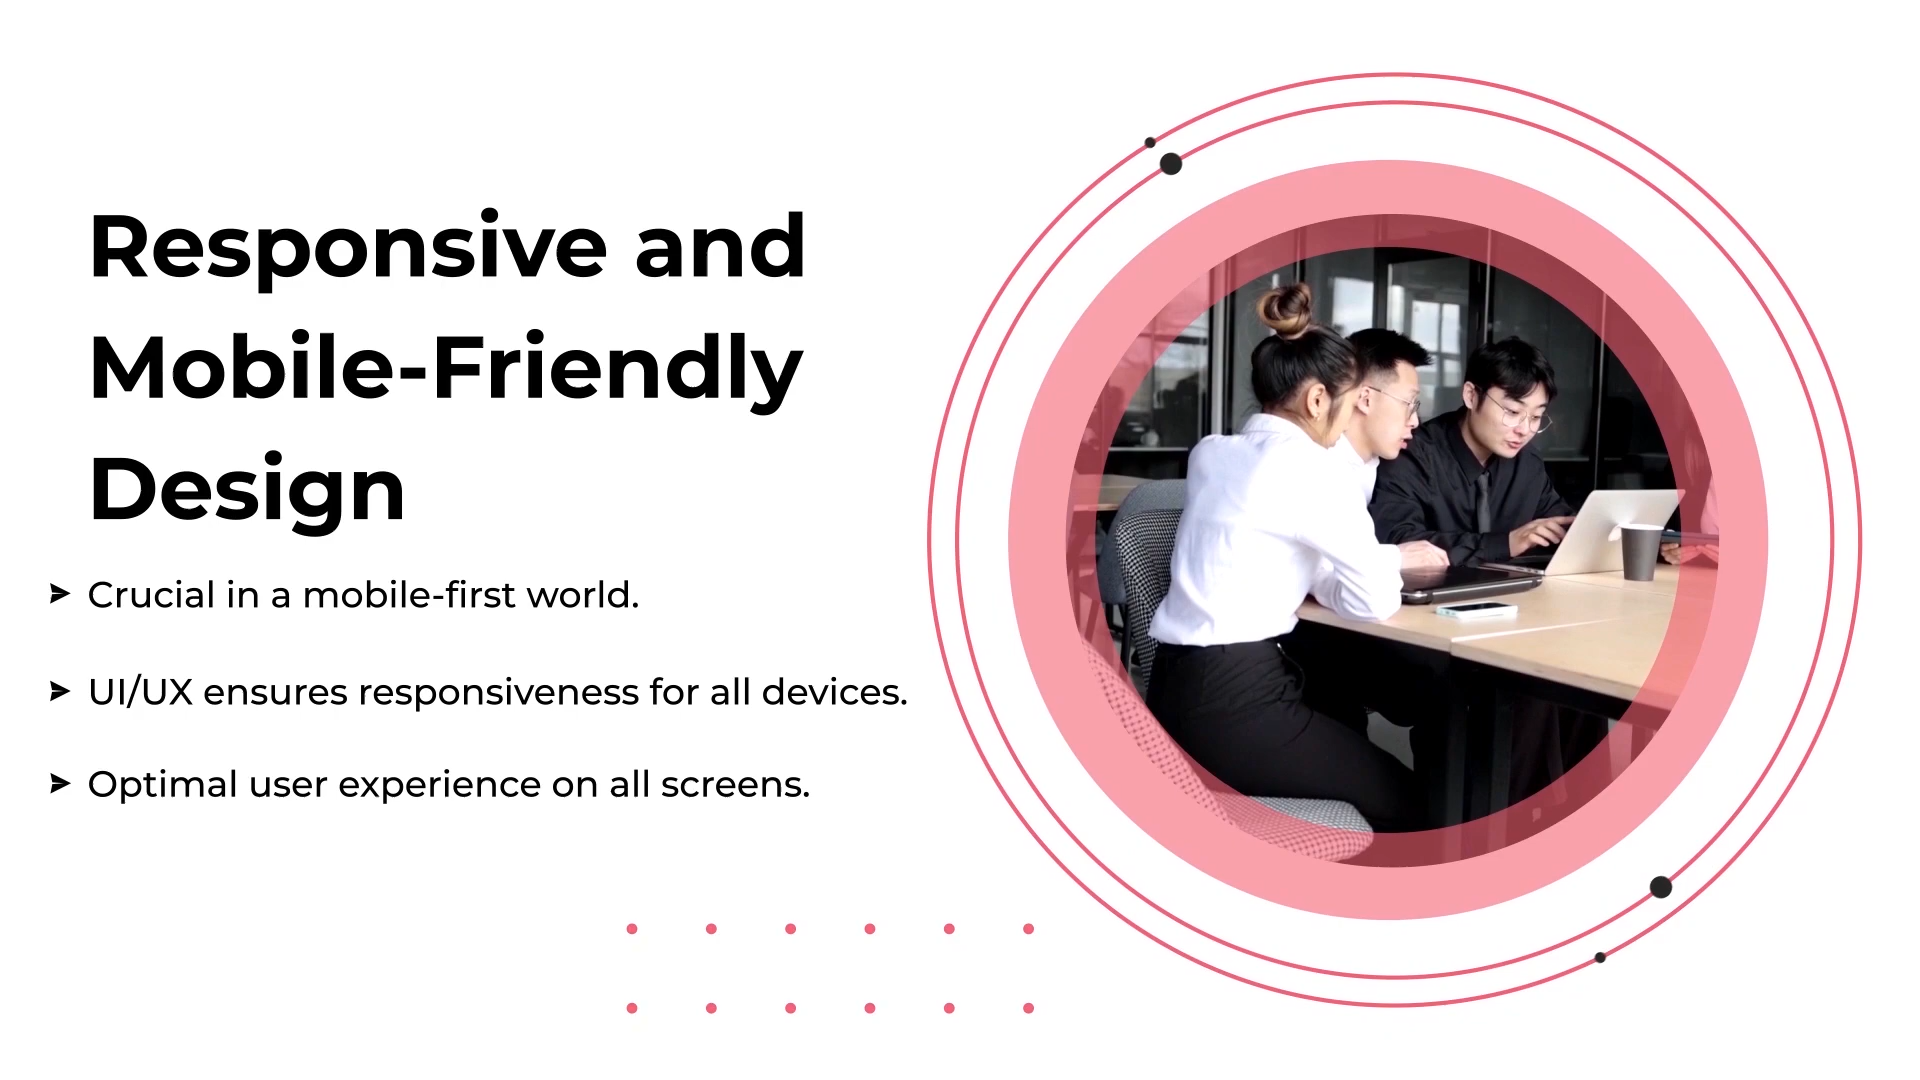 Responsive and
Mobile-Friendly
Design
➤ Crucial in a mobile-first world.
➤ UI/UX ensures responsiveness for all devices.
➤ Optimal user experience on all screens.